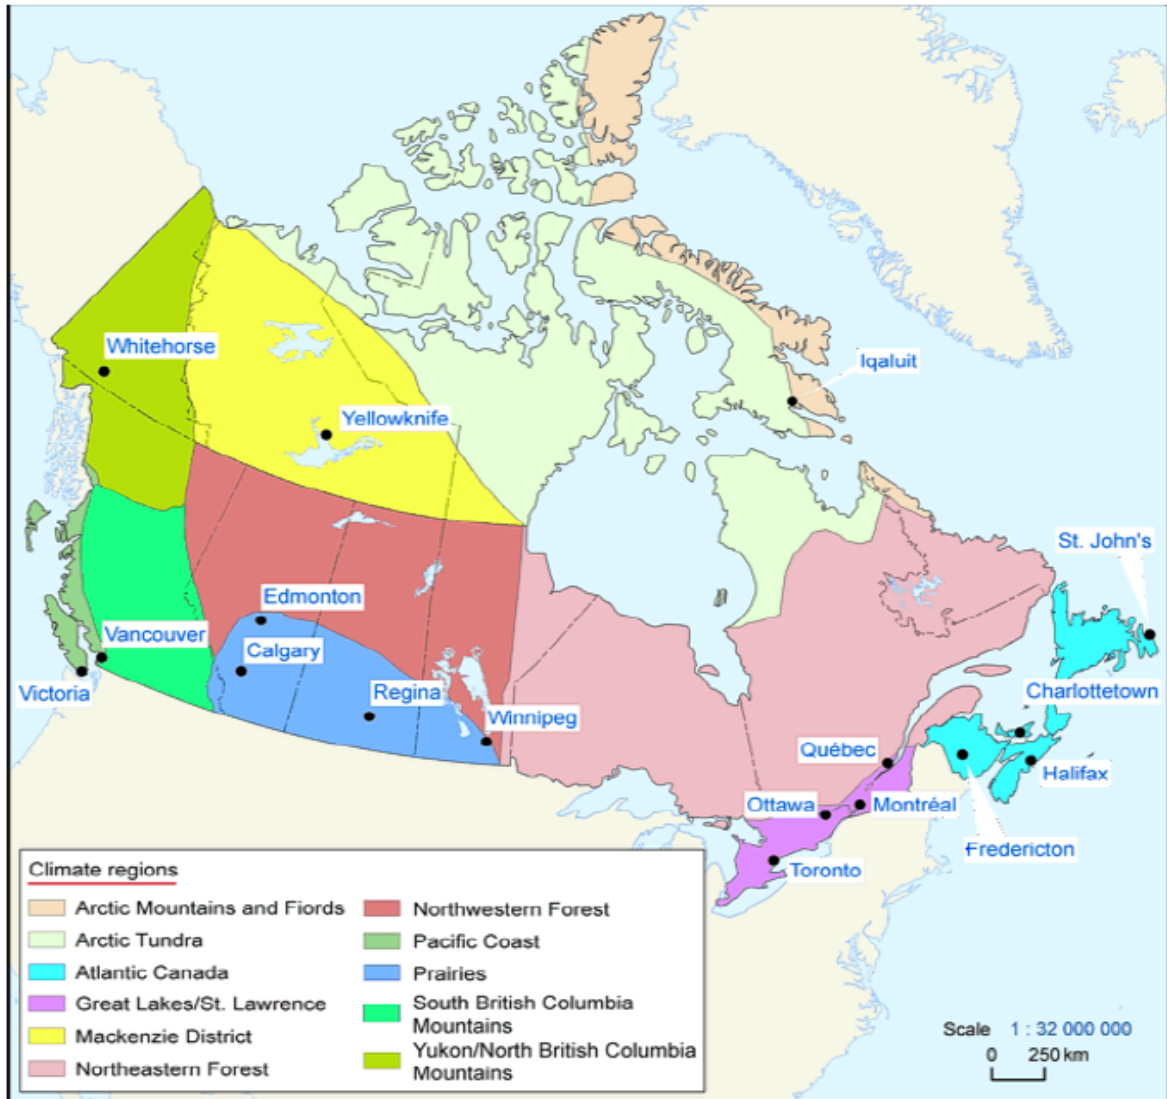 Whitehorse
Iqaluit
Yellowknife
St. John's
Edmonton
Vancouver
Calgary
Victoria
Regina
Charlottetown
Winnipeg
Québec
Halifax
Ottawa
Montréal
Fredericton
Toronto
Climate regions
Arctic Mountains and Fiords
Arctic Tundra
Atlantic Canada
Great Lakes/St. Lawrence
Mackenzie District
Northeastern Forest
Northwestern Forest
Pacific Coast
Prairies
South British Columbia
Mountains
Yukon/North British Columbia
Mountains
Scale 1 : 32 000 000
0 250 km